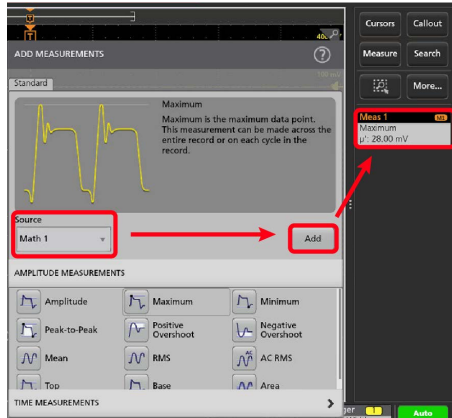 T
Cursors
Callout
ADD MEASUREMENTS
?
Measure
Search
Standard
More...
Maximum
Maximum is the maximum data point.
This measurement can be made across the
entire record or on each cycle in the
record.
Meas 1
M1
Maximum
µ': 28.00 mV
Source
Math 1
Add
AMPLITUDE MEASUREMENTS
Amplitude
Maximum
Minimum
Peak-to-Peak
Positive
Overshoot
Negative
Overshoot
Mean
RMS
AC RMS
Top
Base
Area
TIME MEASUREMENTS
1
Auto